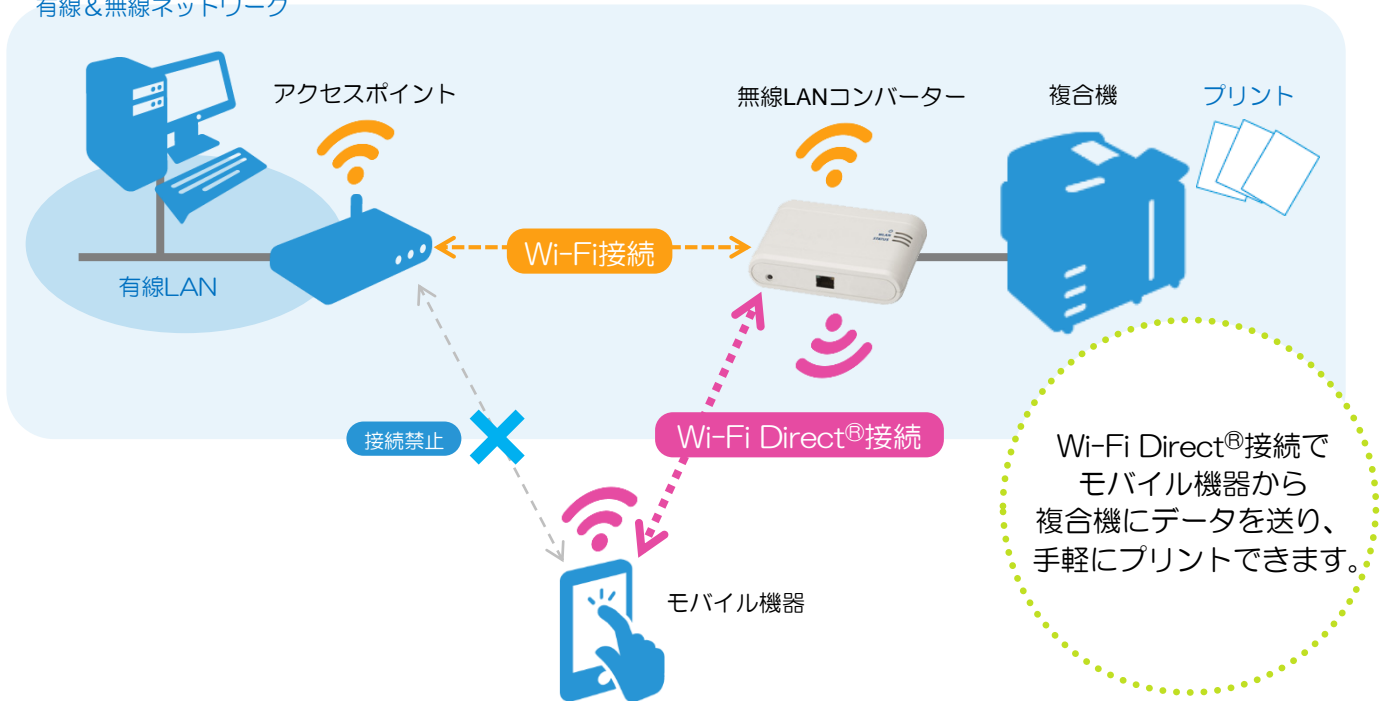 有線&無線ネットワーク
アクセスポイント
無線LANコンバーター
複合機
プリント
WLAN
STATUS
Wi-Fi接続
有線LAN
接続禁止
Wi-Fi Direct®接続
Wi-Fi Direct®接続で
モバイル機器から
複合機にデータを送り、
手軽にプリントできます。
モバイル機器